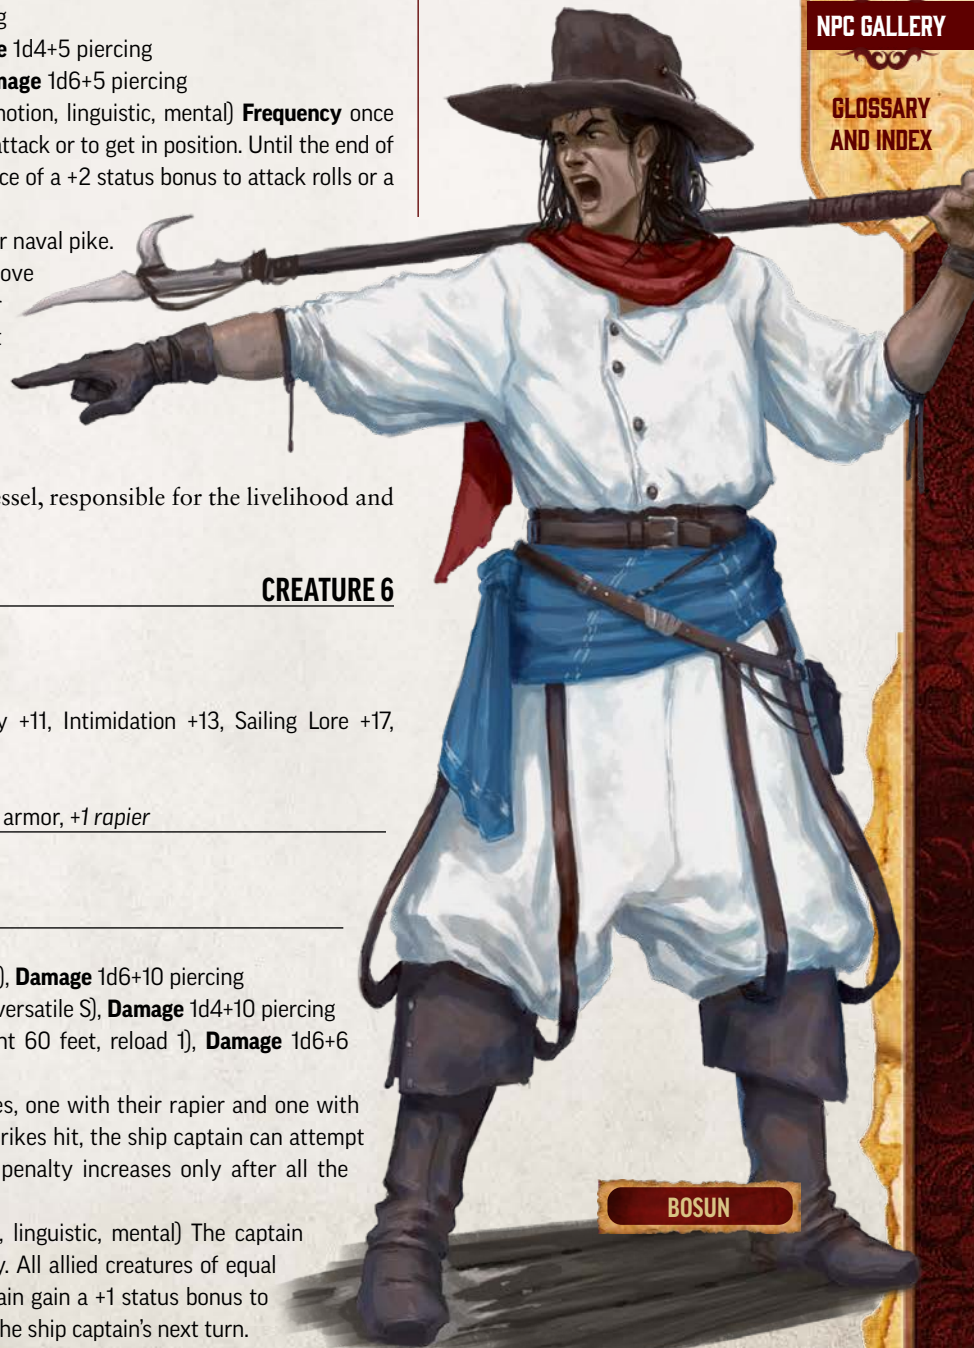 g
e 1d4+5 piercing
mage 1d6+5 piercing
motion, linguistic, mental) Frequency once
attack or to get in position. Until the end of
ce of a +2 status bonus to attack rolls or a
r naval pike.
ove
essel, responsible for the livelihood and
CREATURE 6
y +11, Intimidation +13, Sailing Lore +17,
armor, +1 rapier
), Damage 1d6+10 piercing
versatile S), Damage 1d4+10 piercing
nt 60 feet, reload 1), Damage 1d6+6
es, one with their rapier and one with
rikes hit, the ship captain can attempt
penalty increases only after all the
, linguistic, mental) The captain
y. All allied creatures of equal
ain gain a +1 status bonus to
he ship captain's next turn.
NPC GALLERY
GLOSSARY
AND INDEX
BOSUN